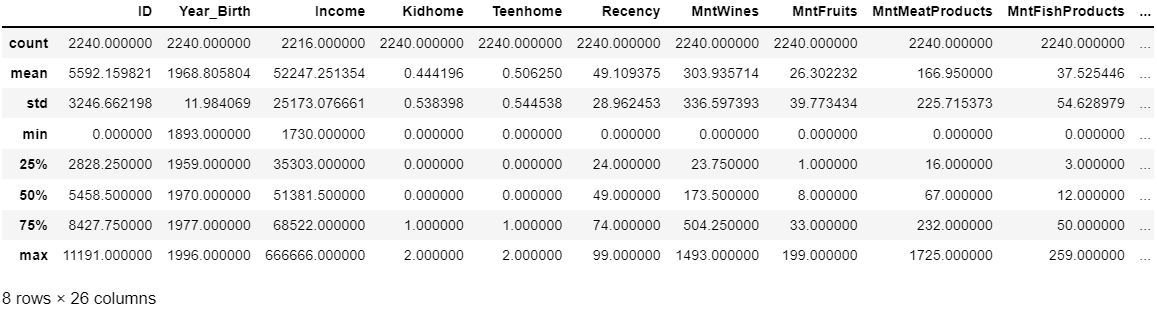 ID Year_Birth Income Kidhome Teenhome Recency MntWines MntFruits MntMeatProducts MntFishProducts ...
count 2240.000000 2240.000000 2216.000000 2240.000000 2240.000000 2240.000000 2240.000000 2240.000000 2240.000000 2240.000000 ...
mean 5592.159821 1968.805804 52247.251354 0.444196 0.506250 49.109375 303.935714 26.302232 166.950000 37.525446 ...
std 3246.662198 11.984069 25173.076661 0.538398 0.544538 28.962453 336.597393 39.773434 225.715373 54.628979 ...
min 0.000000 1893.000000 1730.000000 0.000000 0.000000 0.000000 0.000000 0.000000 0.000000 0.000000 ...
25% 2828.250000 1959.000000 35303.000000 0.000000 0.000000 24.000000 23.750000 1.000000 16.000000 3.000000 ...
50% 5458.500000 1970.000000 51381.500000 0.000000 0.000000 49.000000 173.500000 8.000000 67.000000 12.000000 ...
75% 8427.750000 1977.000000 68522.000000 1.000000 1.000000 74.000000 504.250000 33.000000 232.000000 50.000000 ...
max 11191.000000 1996.000000 666666.000000 2.000000 2.000000 99.000000 1493.000000 199.000000 1725.000000 259.000000 ...
8 rows × 26 columns